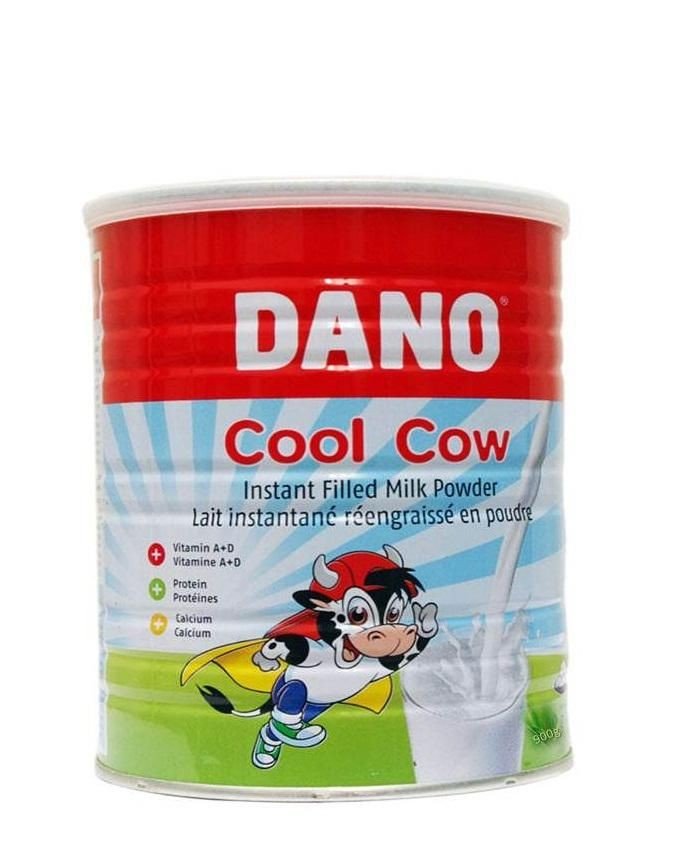 DANO®
Cool Cow
Instant Filled Milk Powder
Lait instantané réengraissé en poudre
Vitamin A+D
Vitamine A+D
Protein
Protéines
Calcium
Calcium
900g